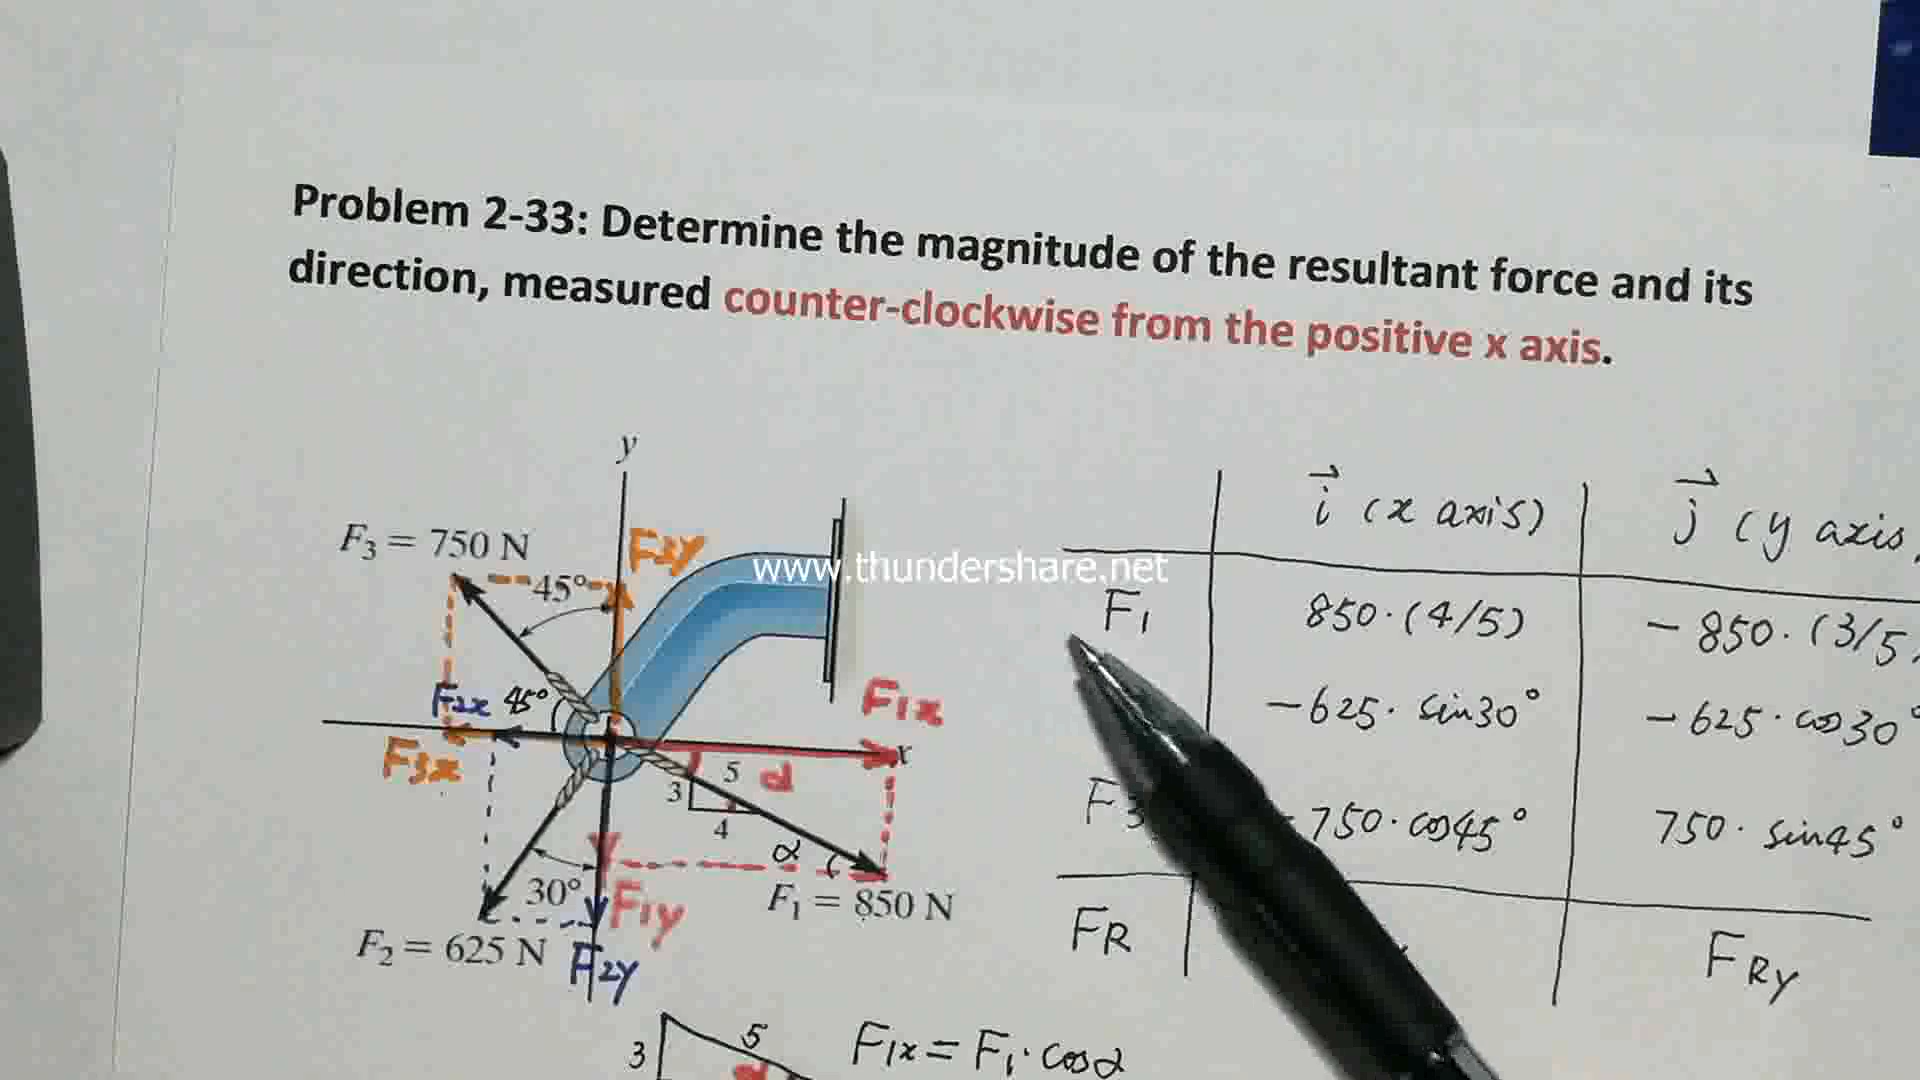 Problem 2-33: Determine the magnitude of the resultant force and its
direction, measured counter-clockwise from the positive x axis.
y
F₃ = 750 N
45°
F3y
www.thundershare.net
F2x 45°
F3x
F1x
x
5 α
3
4
α
30°
F1y
F₁ = 850 N
F₂ = 625 N
F2y
i (x axis)
j (y axis
F1 850·(4/5) -850·(3/5
-625·sin30° -625·cos30°
F3 750·cos45° 750·sin45°
FR FRy
3 5
F1x = F1·cosα